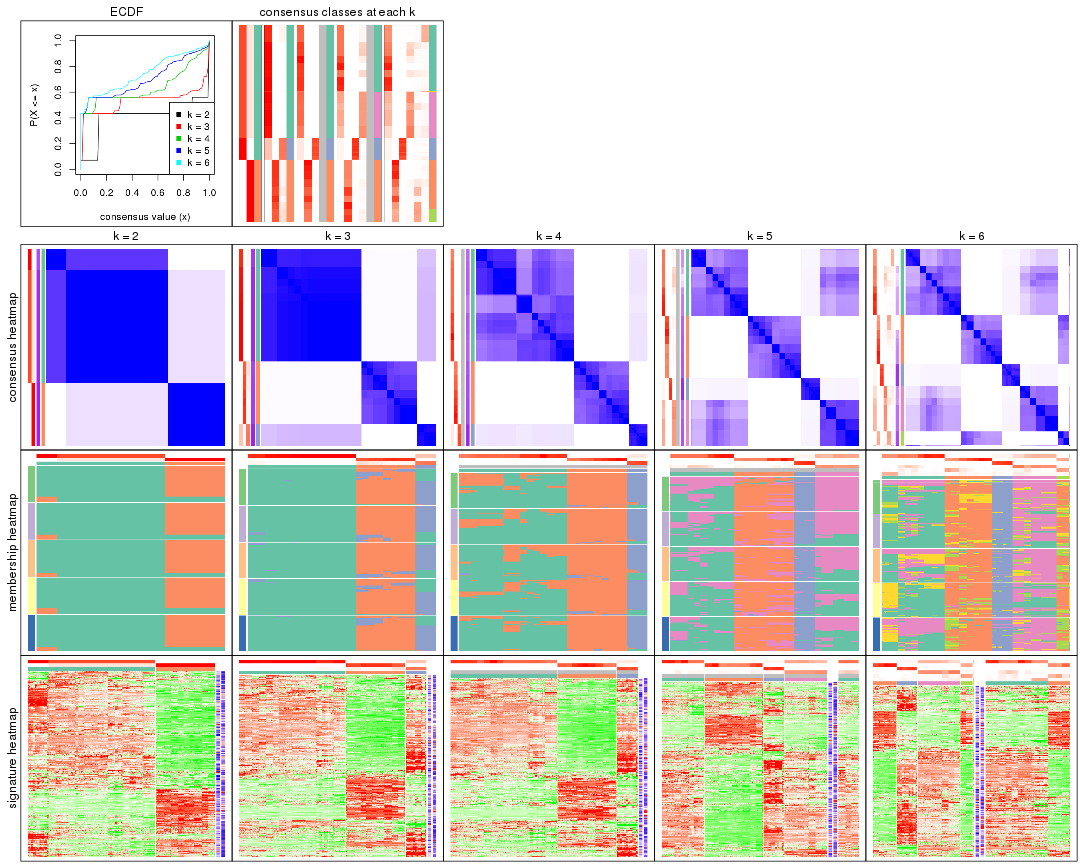 ECDF
consensus classes at each k
P(X <= x)
0.0 0.2 0.4 0.6 0.8 1.0
k = 2
k = 3
k = 4
k = 5
k = 6
0.0 0.2 0.4 0.6 0.8 1.0
consensus value (x)
k = 2
k = 3
k = 4
k = 5
k = 6
consensus heatmap
membership heatmap
signature heatmap